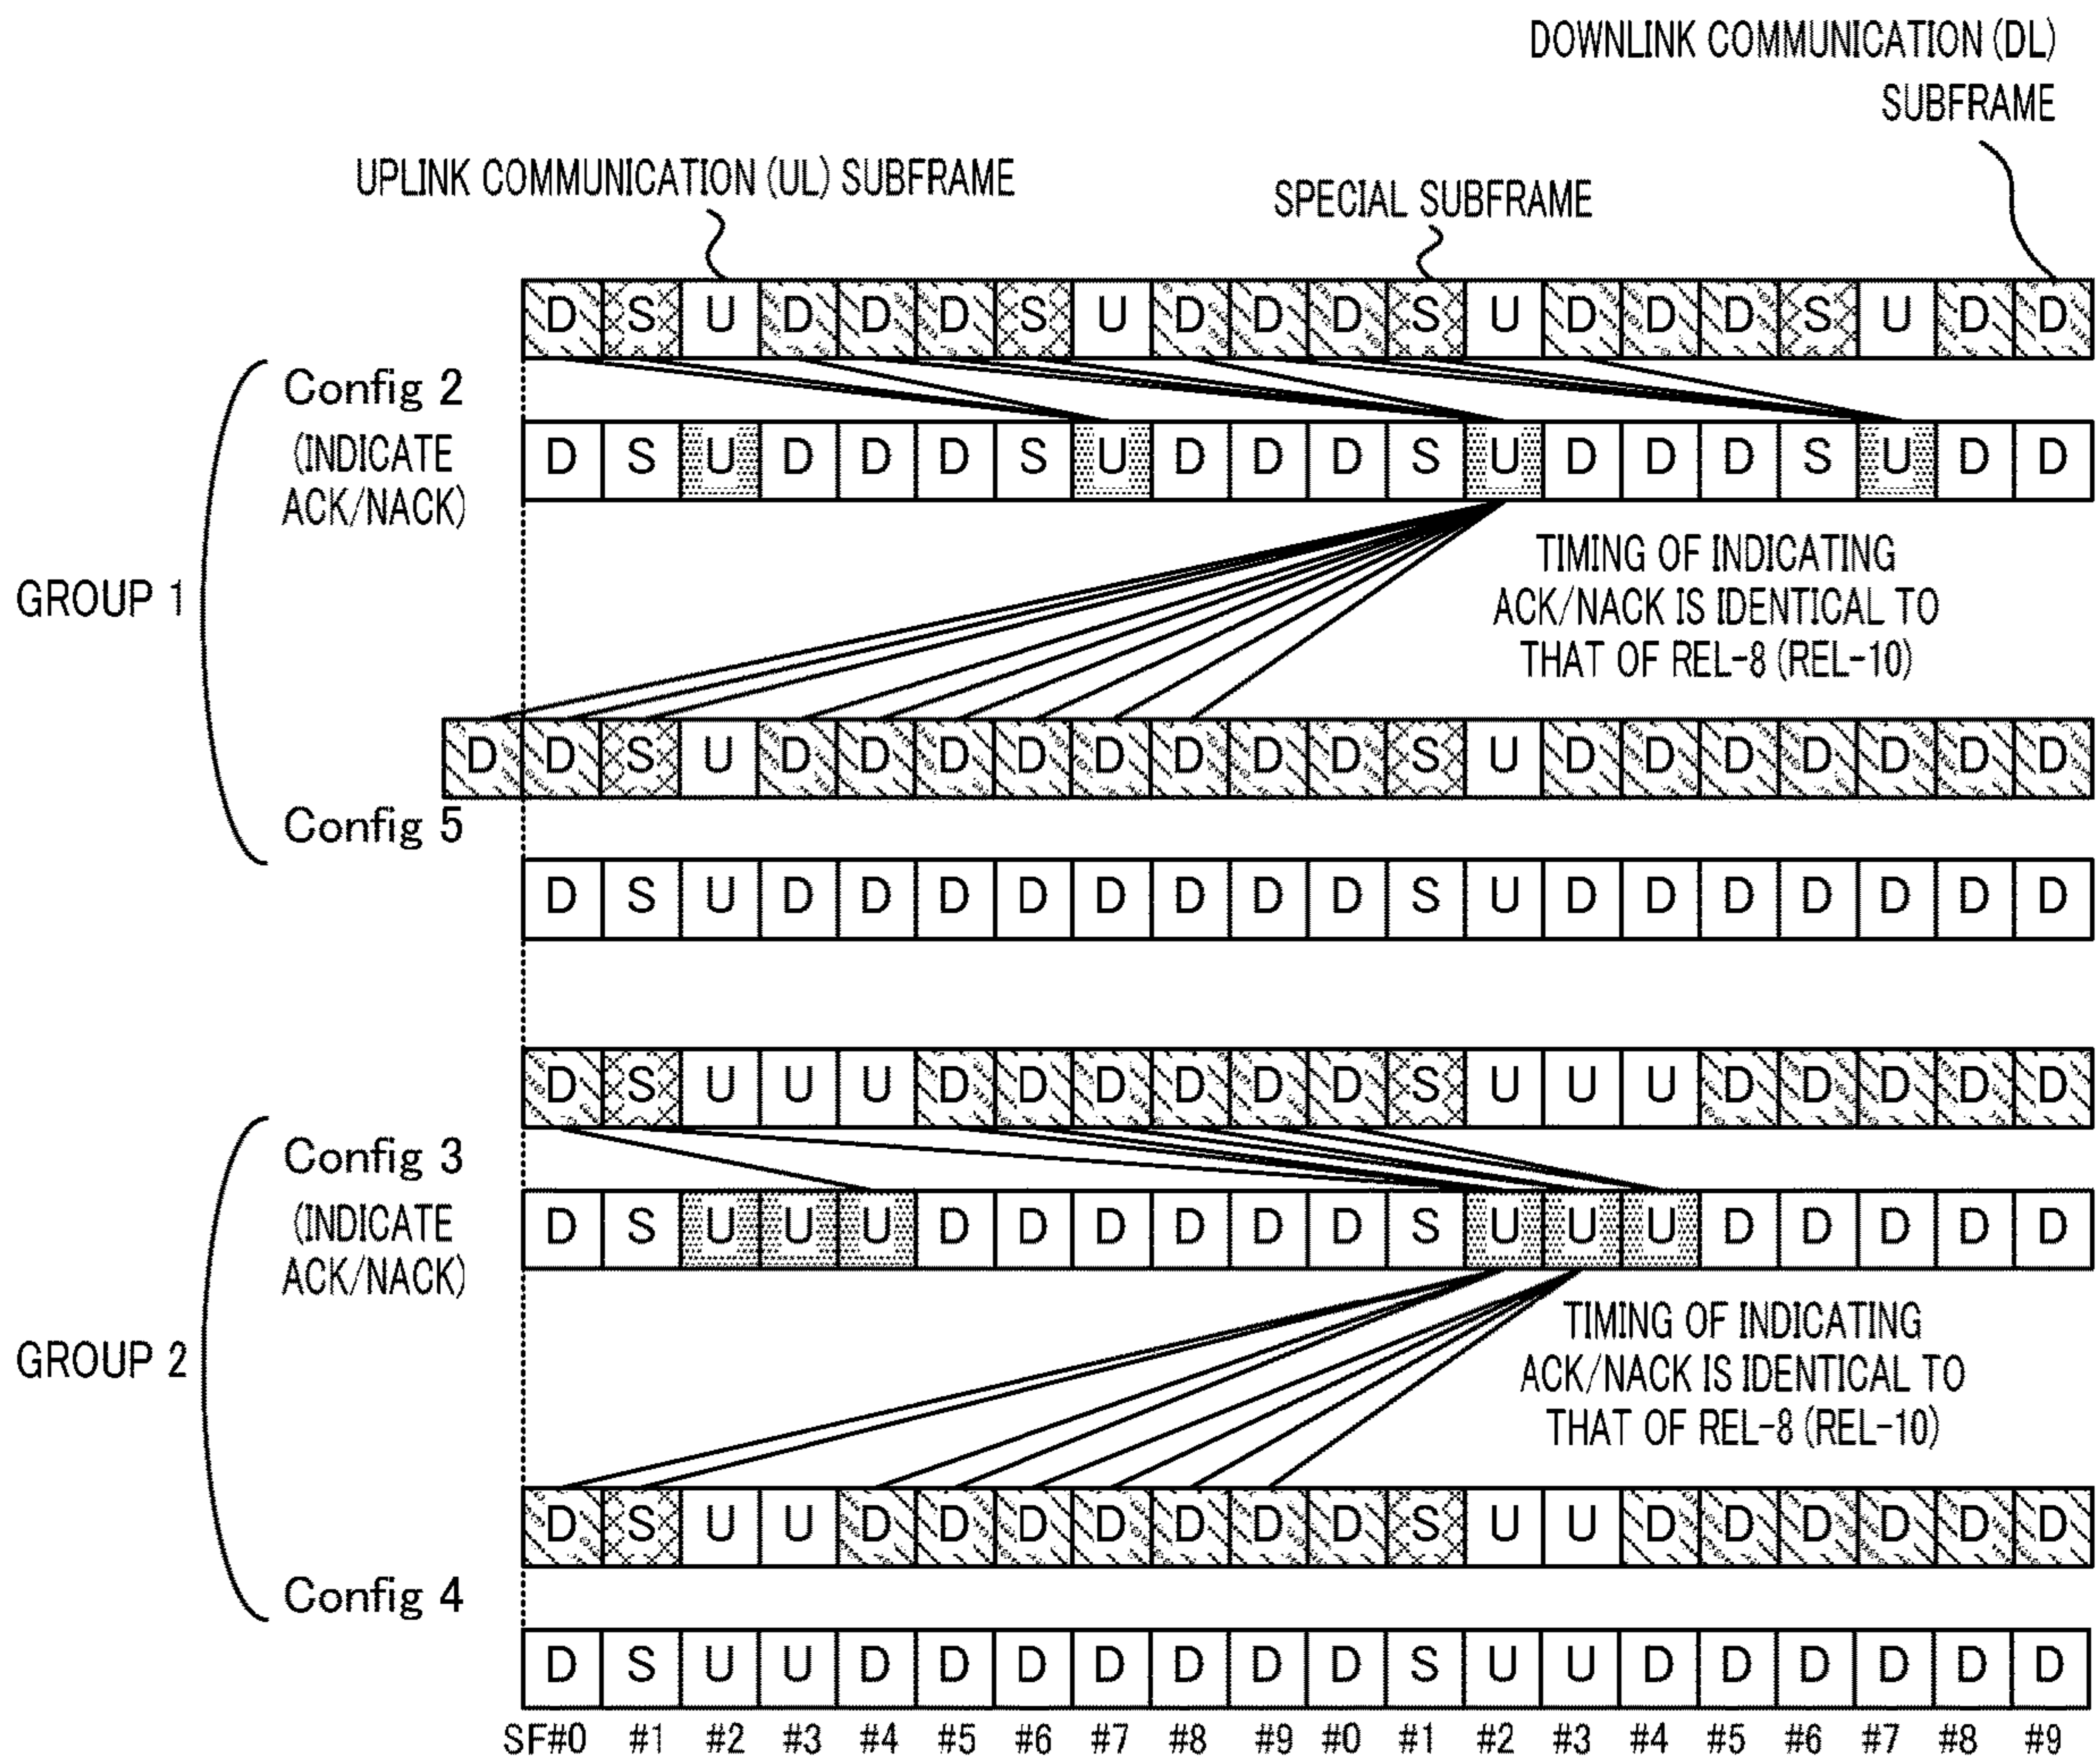 DOWNLINK COMMUNICATION (DL)
SUBFRAME
UPLINK COMMUNICATION (UL) SUBFRAME
SPECIAL SUBFRAME
D S U D D D S U D D D S U D D D S U D D
Config 2
(INDICATE
ACK/NACK)
D S U D D D S U D D D S U D D D S U D D
GROUP 1
TIMING OF INDICATING
ACK/NACK IS IDENTICAL TO
THAT OF REL-8 (REL-10)
D D S U D D D D D D D D S U D D D D D D D
Config 5
D S U D D D D D D D D S U D D D D D D D
D S U U U D D D D D D S U U U D D D D D
Config 3
(INDICATE
ACK/NACK)
D S U U U D D D D D D S U U U D D D D D
GROUP 2
TIMING OF INDICATING
ACK/NACK IS IDENTICAL TO
THAT OF REL-8 (REL-10)
D S U U D D D D D D D S U U D D D D D D
Config 4
D S U U D D D D D D D S U U D D D D D D
SF#0 #1 #2 #3 #4 #5 #6 #7 #8 #9 #0 #1 #2 #3 #4 #5 #6 #7 #8 #9